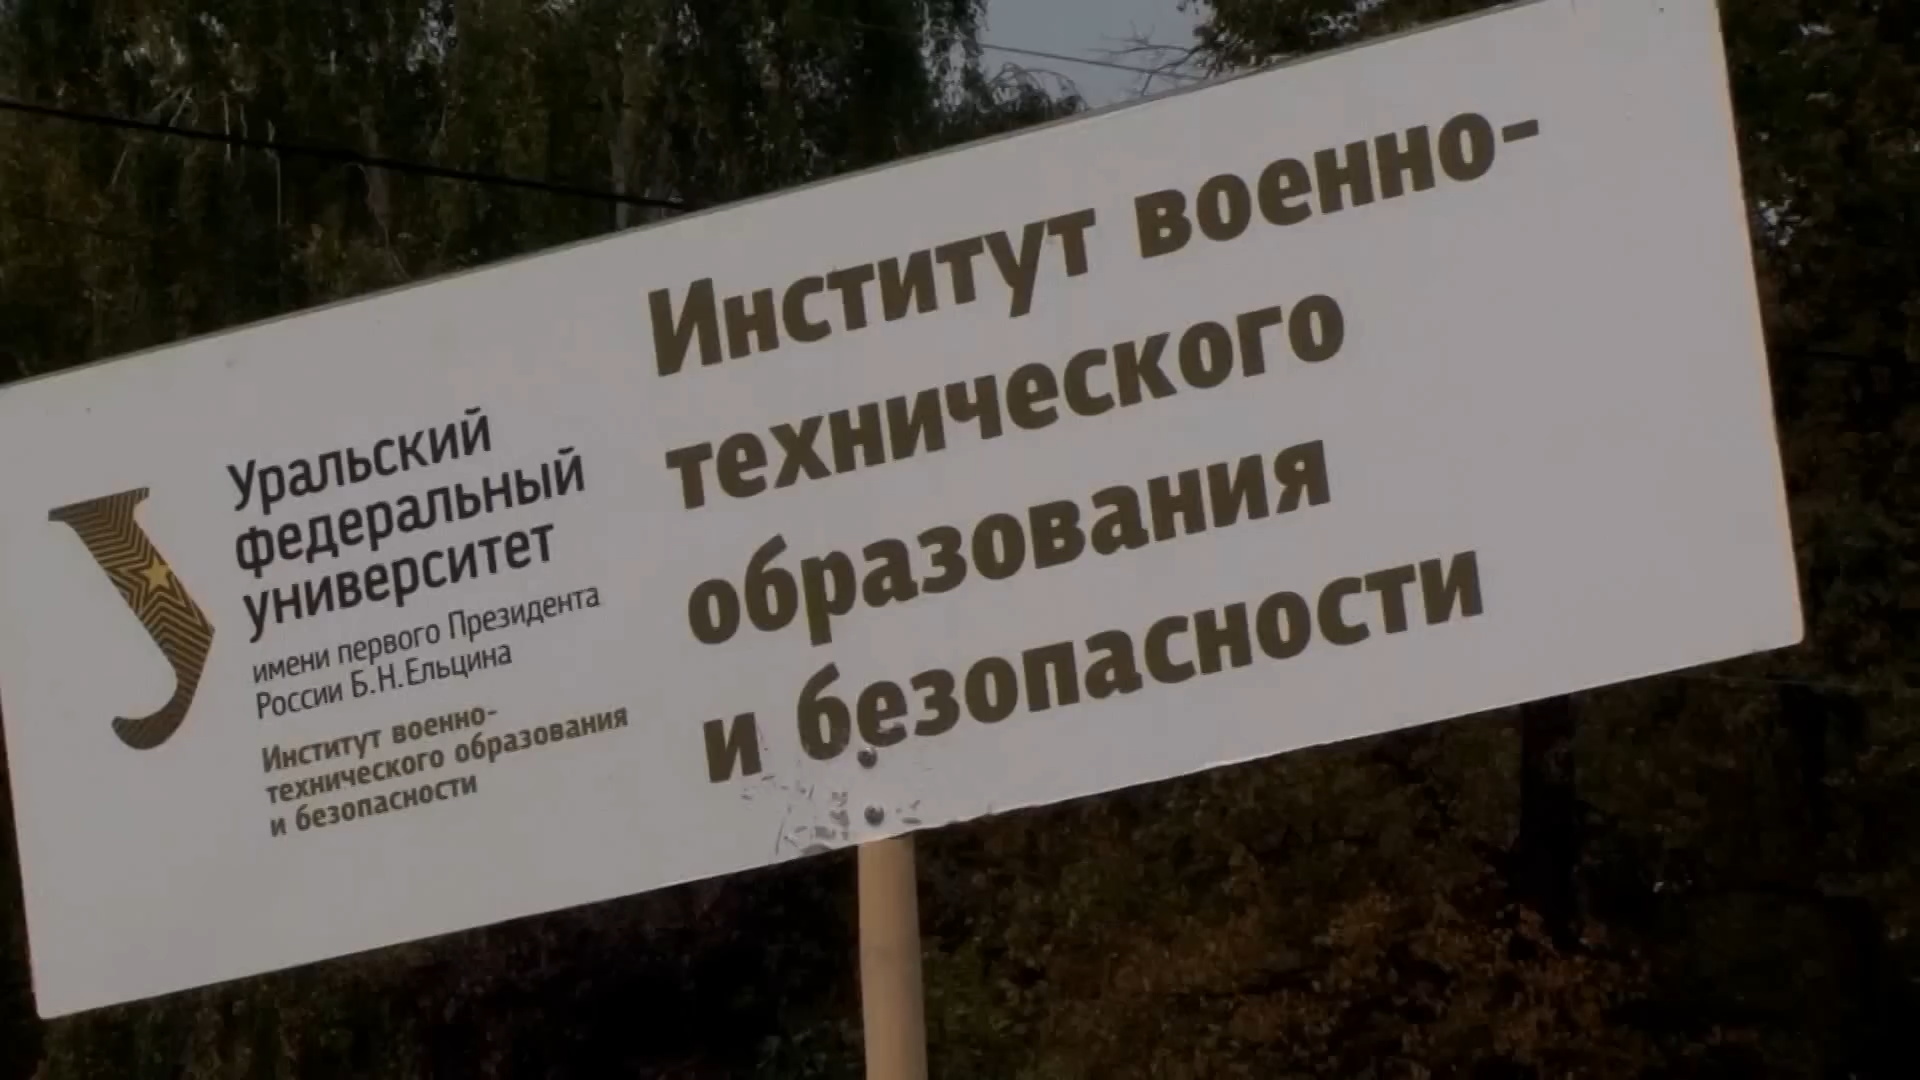 Уральский
федеральный
университет
имени первого Президента
России Б.Н.Ельцина
Институт военно-
технического образования
и безопасности
Институт военно-
технического
образования
и безопасности